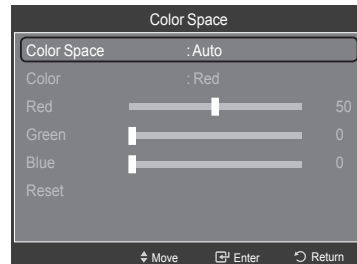 Color Space
Color Space : Auto
Color : Red
Red 50
Green 0
Blue 0
Reset
Move Enter Return